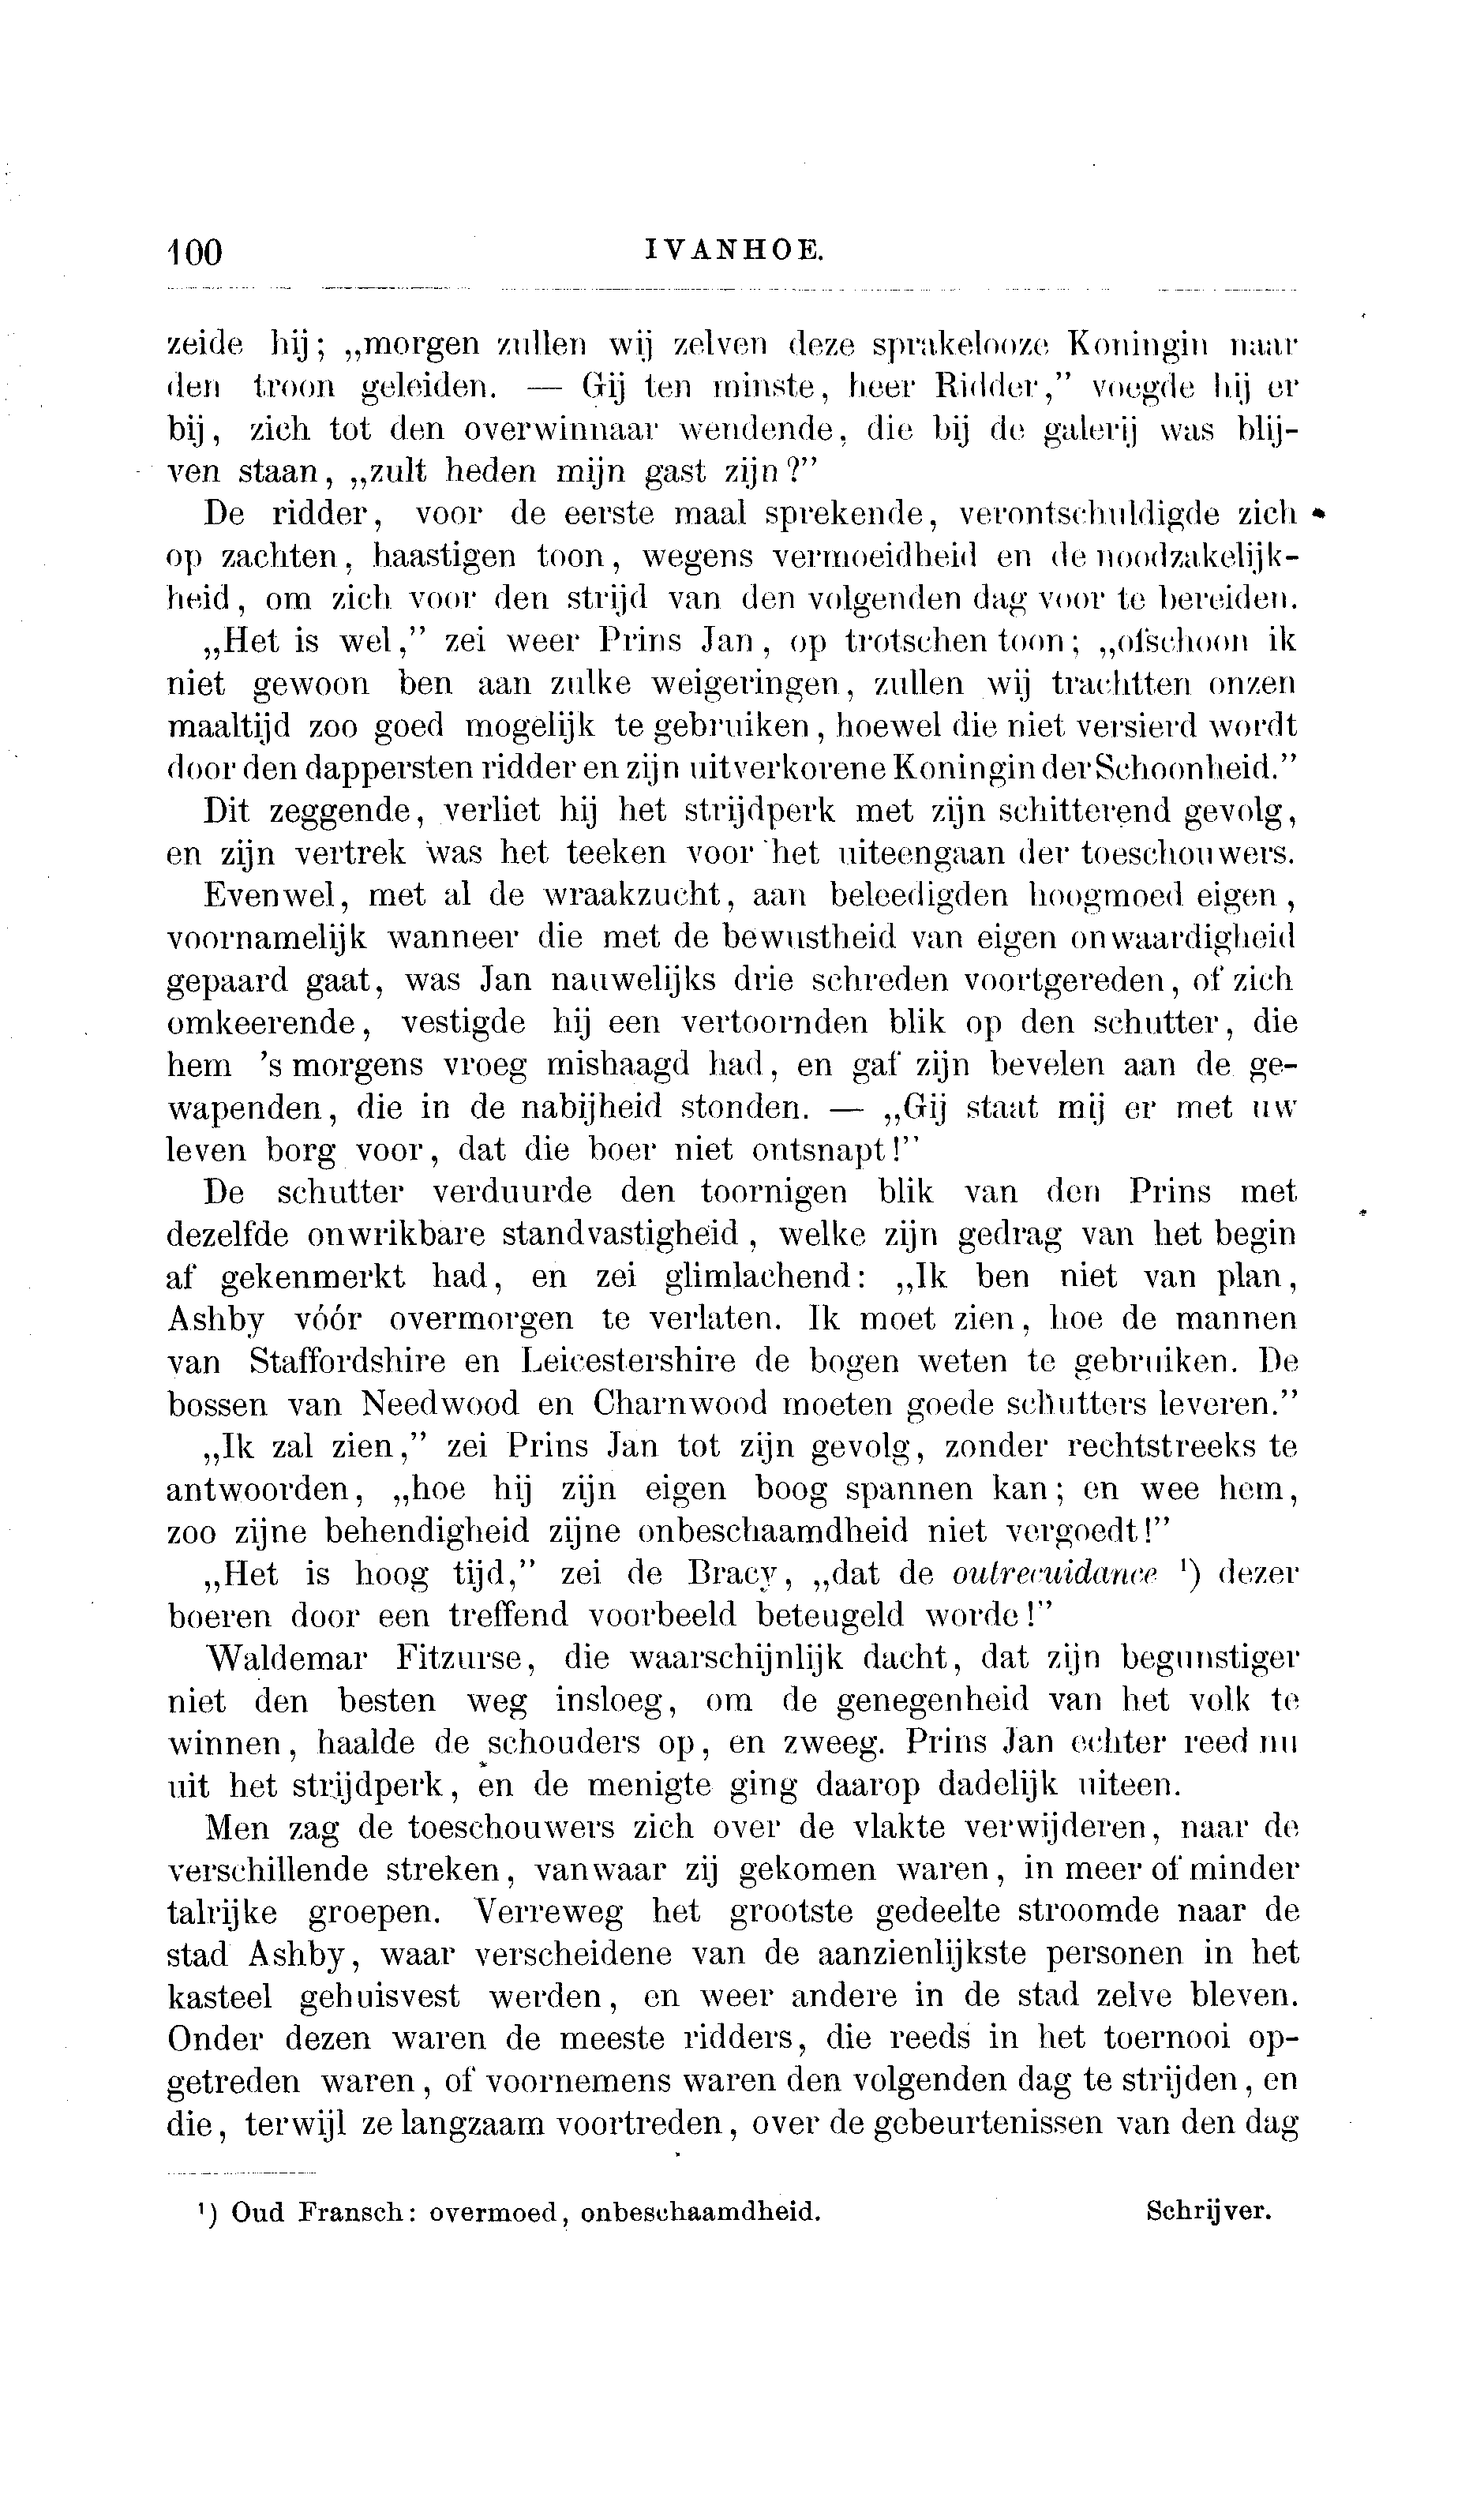 100 IVANHOE.
zeide hij; „morgen zullen wij zelven deze sprakelooze Koningin naar
den troon geleiden. — Gij ten minste, heer Ridder,” voegde hij er
bij, zich tot den overwinnaar wendende, die bij de galerij was blij-
ven staan, „zult heden mijn gast zijn?”
De ridder, voor de eerste maal sprekende, verontschuldigde zich
op zachten, haastigen toon, wegens vermoeidheid en de noodzakelijk-
heid, om zich voor den strijd van den volgenden dag voor te bereiden.
„Het is wel,” zei weer Prins Jan, op trotschen toon; „ofschoon ik
niet gewoon ben aan zulke weigeringen, zullen wij trachtten onzen
maaltijd zoo goed mogelijk te gebruiken, hoewel die niet versierd wordt
door den dappersten ridder en zijn uitverkorene Koningin der Schoonheid.”
Dit zeggende, verliet hij het strijdperk met zijn schitterend gevolg,
en zijn vertrek was het teeken voor het uiteengaan der toeschouwers.
Evenwel, met al de wraakzucht, aan beleedigden hoogmoed eigen,
voornamelijk wanneer die met de bewustheid van eigen onwaardigheid
gepaard gaat, was Jan nauwelijks drie schreden voortgereden, of zich
omkeerende, vestigde hij een vertoornden blik op den schutter, die
hem 's morgens vroeg mishaagd had, en gaf zijn bevelen aan de ge-
wapenden, die in de nabijheid stonden. — „Gij staat mij er met uw
leven borg voor, dat die boer niet ontsnapt!”
De schutter verduurde den toornigen blik van den Prins met
dezelfde onwrikbare standvastigheid, welke zijn gedrag van het begin
af gekenmerkt had, en zei glimlachend: „Ik ben niet van plan,
Ashby vóór overmorgen te verlaten. Ik moet zien, hoe de mannen
van Staffordshire en Leicestershire de bogen weten te gebruiken. De
bossen van Needwood en Charnwood moeten goede schutters leveren.”
„Ik zal zien,” zei Prins Jan tot zijn gevolg, zonder rechtstreeks te
antwoorden, „hoe hij zijn eigen boog spannen kan; en wee hem,
zoo zijne behendigheid zijne onbeschaamdheid niet vergoedt!”
„Het is hoog tijd,” zei de Bracy, „dat de outrecuidance ¹) dezer
boeren door een treffend voorbeeld beteugeld worde!”
Waldemar Fitzurse, die waarschijnlijk dacht, dat zijn begunstiger
niet den besten weg insloeg, om de genegenheid van het volk te
winnen, haalde de schouders op, en zweeg. Prins Jan echter reed nu
uit het strijdperk, en de menigte ging daarop dadelijk uiteen.
Men zag de toeschouwers zich over de vlakte verwijderen, naar de
verschillende streken, vanwaar zij gekomen waren, in meer of minder
talrijke groepen. Verreweg het grootste gedeelte stroomde naar de
stad Ashby, waar verscheidene van de aanzienlijkste personen in het
kasteel gehuisvest werden, en weer andere in de stad zelve bleven.
Onder dezen waren de meeste ridders, die reeds in het toernooi op-
getreden waren, of voornemens waren den volgenden dag te strijden, en
die, terwijl ze langzaam voortreden, over de gebeurtenissen van den dag
¹) Oud Fransch: overmoed, onbeschaamdheid. Schrijver.